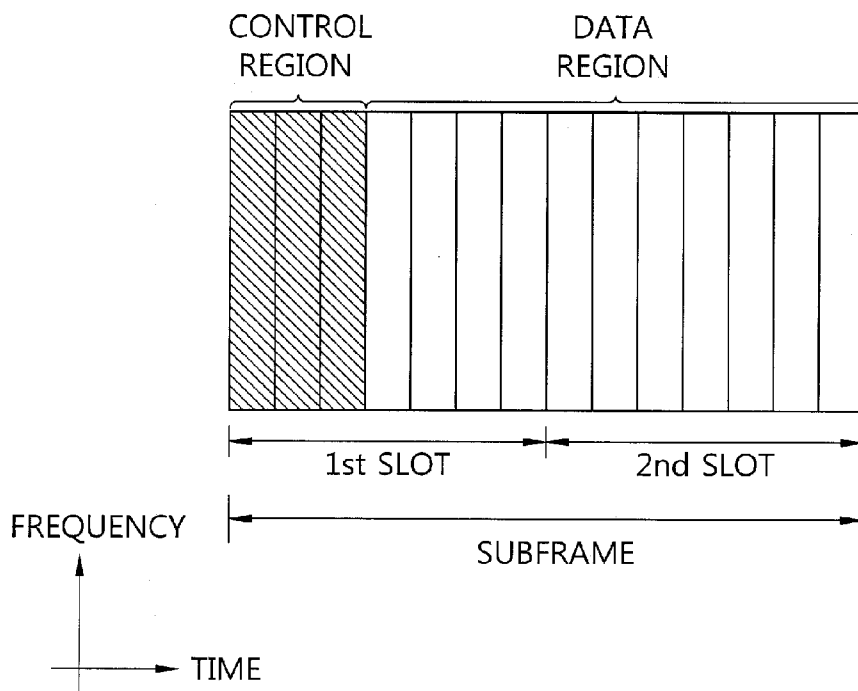 CONTROL
REGION
DATA
REGION
1st SLOT
2nd SLOT
SUBFRAME
FREQUENCY
TIME